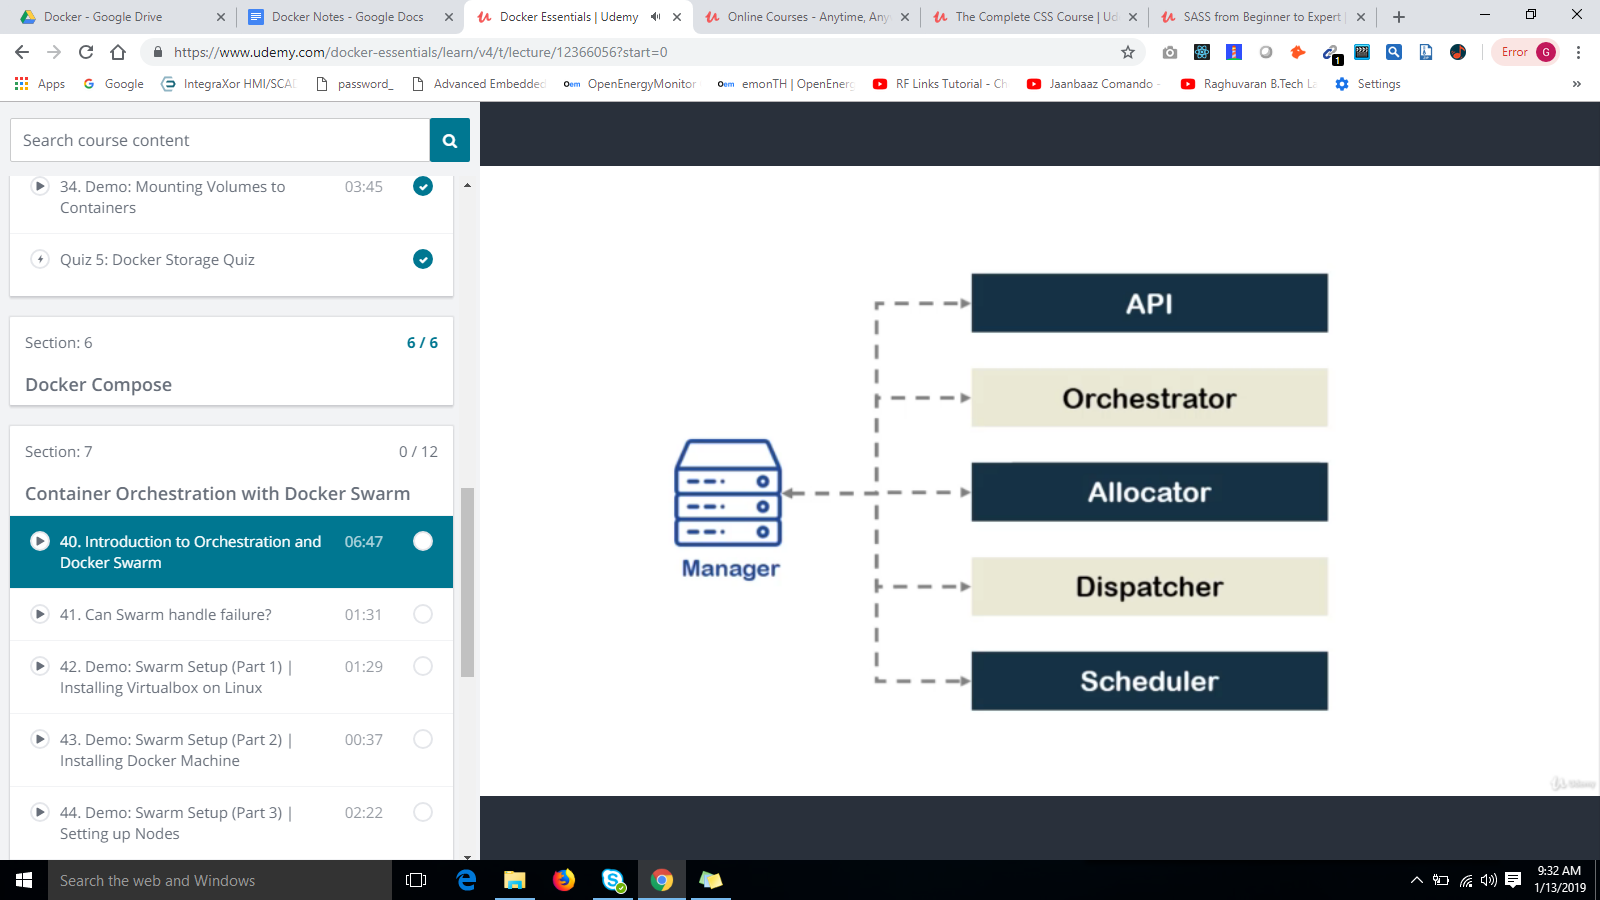 Docker - Google Drive
Docker Notes - Google Docs
Docker Essentials | Udemy
Online Courses - Anytime, Any
The Complete CSS Course | Ud
SASS from Beginner to Expert |
https://www.udemy.com/docker-essentials/learn/v4/t/lecture/12366056?start=0
1
Error G
Apps
Google
IntegraXor HMI/SCA
password_
Advanced Embedded
Oem OpenEnergyMonitor
Oem emonTH | OpenEnerg
RF Links Tutorial - Ch
Jaanbaaz Comando -
Raghuvaran B.Tech La
Settings
»
Search course content
34. Demo: Mounting Volumes to
Containers
03:45
Quiz 5: Docker Storage Quiz
Section: 6
6 / 6
Docker Compose
Section: 7
0 / 12
Container Orchestration with Docker Swarm
40. Introduction to Orchestration and
Docker Swarm
06:47
41. Can Swarm handle failure?
01:31
42. Demo: Swarm Setup (Part 1) |
Installing Virtualbox on Linux
01:29
43. Demo: Swarm Setup (Part 2) |
Installing Docker Machine
00:37
44. Demo: Swarm Setup (Part 3) |
Setting up Nodes
02:22
API
Orchestrator
Allocator
Dispatcher
Scheduler
Manager
Udemy
Search the web and Windows
9:32 AM
1/13/2019